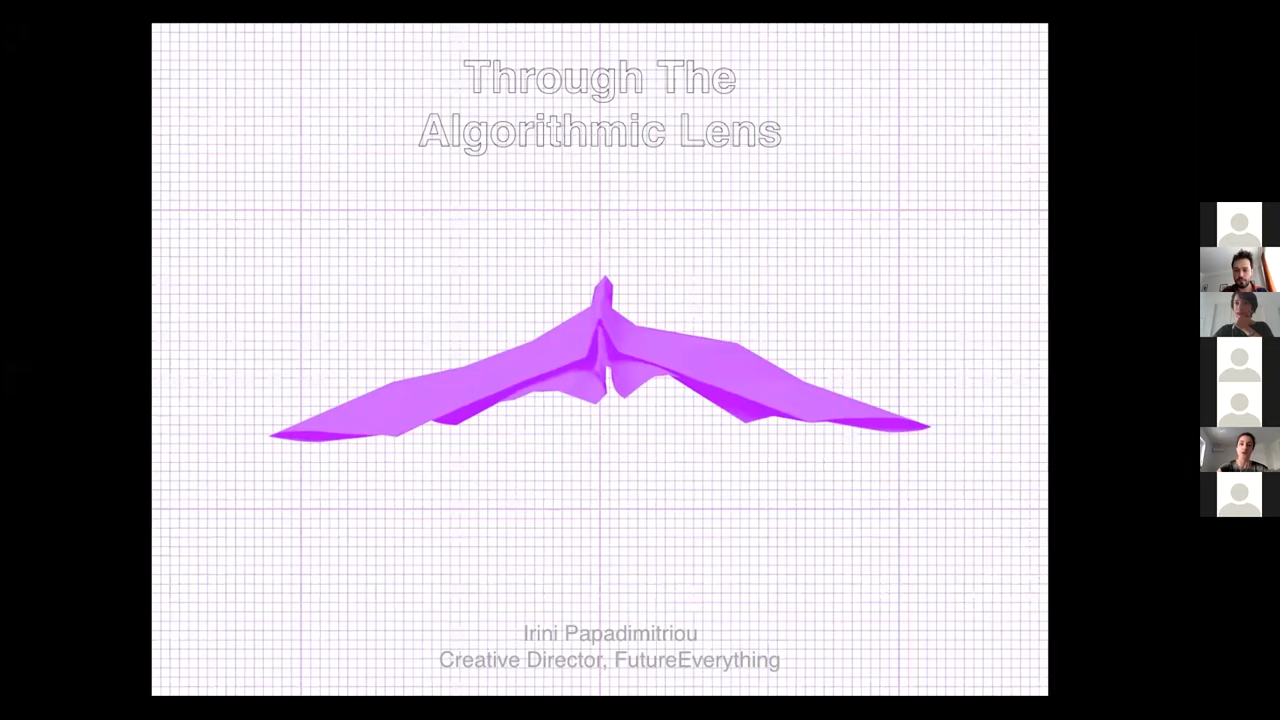 Through The
Algorithmic Lens
Irini Papadimitriou
Creative Director, FutureEverything